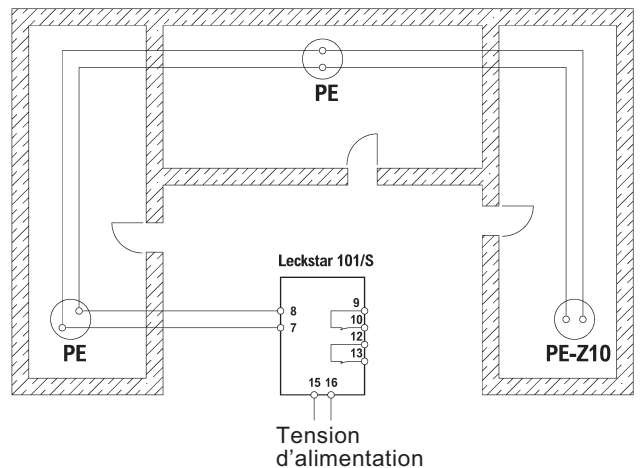 PE
Leckstar 101/S
8
9
7
10
12
13
PE
PE-Z10
15 16
Tension
d'alimentation